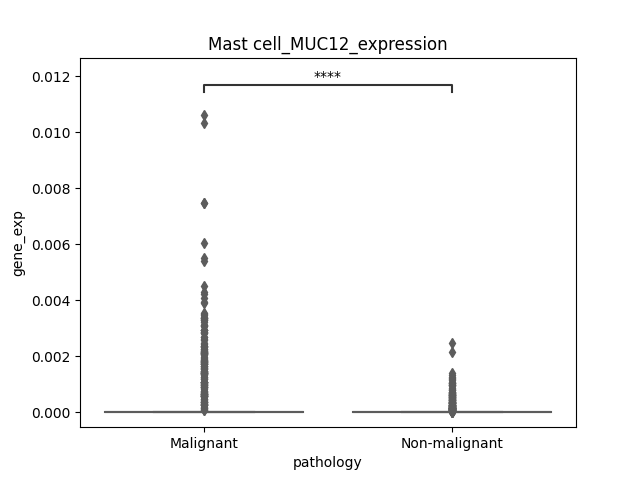 Mast cell_MUC12_expression
****
0.012
0.010
0.008
0.006
0.004
0.002
0.000
gene_exp
Malignant
Non-malignant
pathology